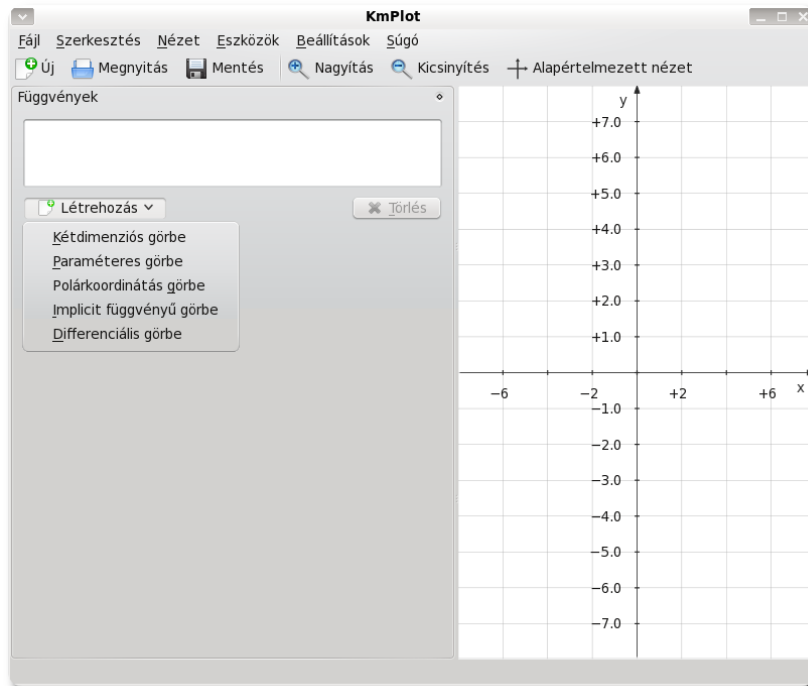 KmPlot
Fájl Szerkesztés Nézet Eszközök Beállítások Súgó
Új Megnyitás Mentés Nagyítás Kicsinyítés Alapértelmezett nézet
Függvények
Létrehozás Törlés
Kétdimenziós görbe
Paraméteres görbe
Polárkoordinátás görbe
Implicit függvényű görbe
Differenciális görbe
y
+7.0
+6.0
+5.0
+4.0
+3.0
+2.0
+1.0
−6 −2 +2 +6 x
−1.0
−2.0
−3.0
−4.0
−5.0
−6.0
−7.0